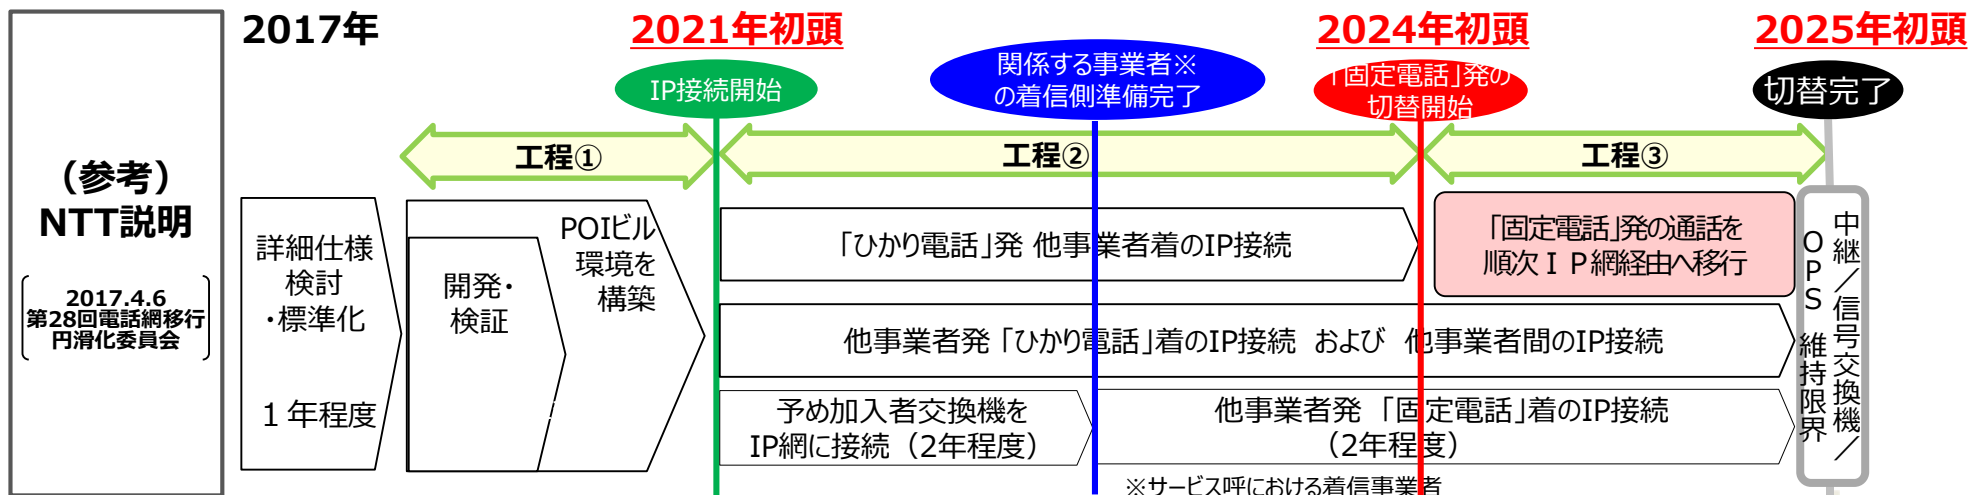 （参考）
NTT説明
2017.4.6
第28回電話網移行
円滑化委員会
2017年
2021年初頭
2024年初頭
2025年初頭
IP接続開始
関係する事業者※
の着信側準備完了
「固定電話」発の
切替開始
切替完了
工程①
工程②
工程③
詳細仕様
検討
・標準化
１年程度
開発・
検証
POIビル
環境を
構築
「ひかり電話」発 他事業者着のIP接続
「固定電話」発の通話を
順次ＩＰ網経由へ移行
他事業者発「ひかり電話」着のIP接続 および 他事業者間のIP接続
予め加入者交換機を
IP網に接続（2年程度）
他事業者発 「固定電話」着のIP接続
（2年程度）
中継／信号交換機／
OPS 維持限界
※サービス呼における着信事業者